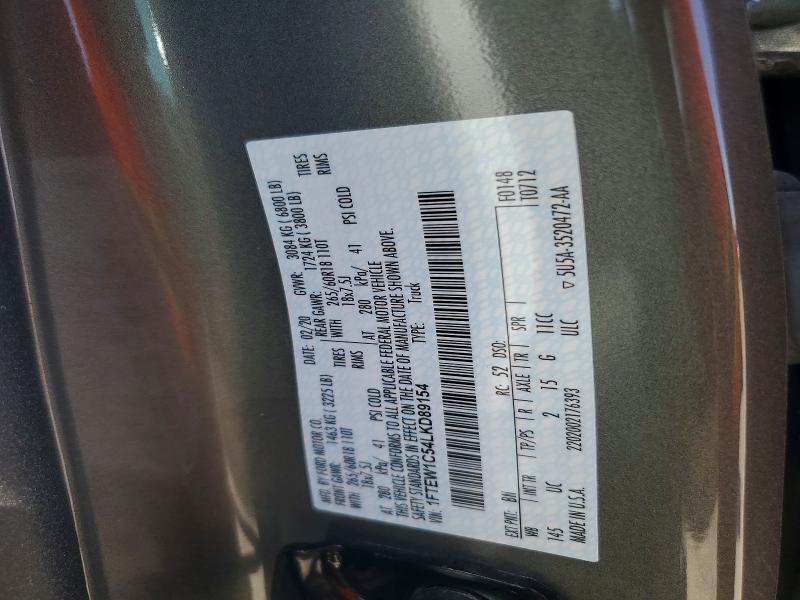 MFD. BY FORD MOTOR CO.
DATE: 02/20 GVWR: 3084 KG ( 6800 LB)
FRONT GAWR: 1463 KG ( 3225 LB) REAR GAWR: 1724 KG ( 3800 LB)
WITH 265/60R18 110T TIRES WITH 265/60R18 110T TIRES
18x7.5J RIMS 18x7.5J RIMS
AT 280 kPa/ 41 PSI COLD AT 280 kPa/ 41 PSI COLD
THIS VEHICLE CONFORMS TO ALL APPLICABLE FEDERAL MOTOR VEHICLE
SAFETY STANDARDS IN EFFECT ON THE DATE OF MANUFACTURE SHOWN ABOVE.
VIN: 1FTEW1C54LKD89154 TYPE: Truck
F0148
EXT PNT: BN RC: 52 DSO: T0712
WB INT TR TP/PS R AXLE TR SPR
145 UC 2 15 G 11CC ▽ 5U5A-3520472-AA
MADE IN U.S.A. 2202002176393 ULC